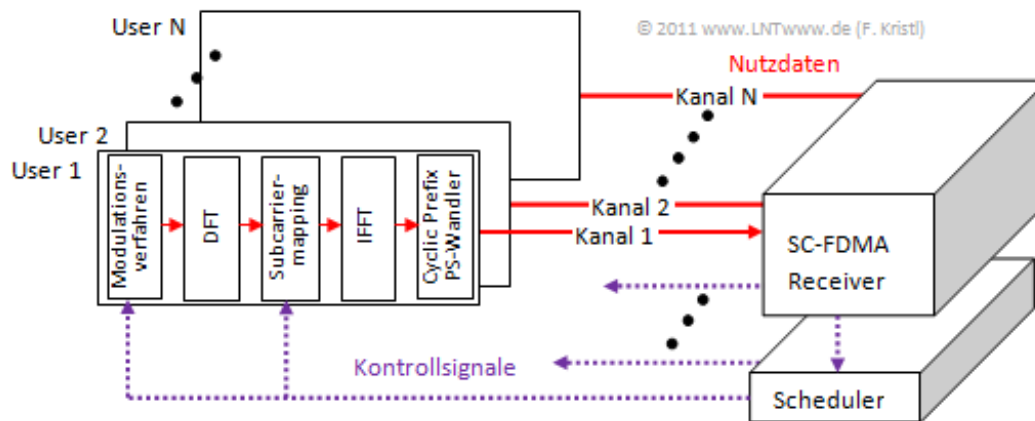 User N
© 2011 www.LNTwww.de (F. Kristl)
Nutzdaten
Kanal N
User 2
User 1
Modulations-
verfahren
DFT
Subcarrier-
mapping
IFFT
Cyclic Prefix
PS-Wandler
Kanal 2
Kanal 1
SC-FDMA
Receiver
Kontrollsignale
Scheduler